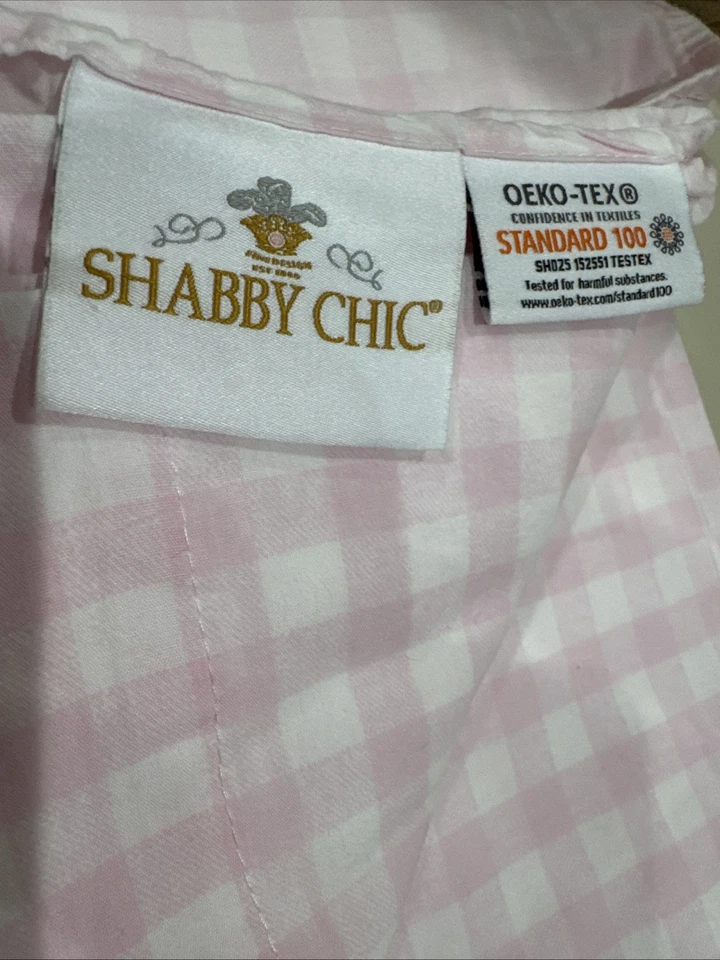 SHABBY CHIC®
OEKO-TEX®
CONFIDENCE IN TEXTILES
STANDARD 100
SH025 152551 TESTEX
Tested for harmful substances.
www.oeko-tex.com/standard100